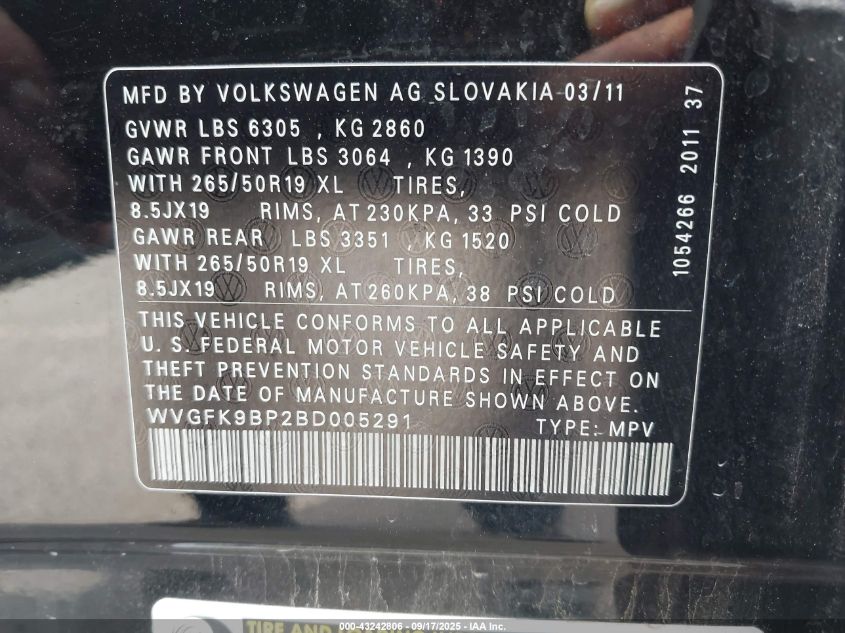 MFD BY VOLKSWAGEN AG SLOVAKIA 03/11
GVWR LBS 6305 , KG 2860
GAWR FRONT LBS 3064 , KG 1390
WITH 265/50R19 XL TIRES,
8.5JX19 RIMS, AT 230KPA, 33 PSI COLD
GAWR REAR LBS 3351 , KG 1520
WITH 265/50R19 XL TIRES,
8.5JX19 RIMS, AT 260KPA, 38 PSI COLD
THIS VEHICLE CONFORMS TO ALL APPLICABLE
U. S. FEDERAL MOTOR VEHICLE SAFETY AND
THEFT PREVENTION STANDARDS IN EFFECT ON
THE DATE OF MANUFACTURE SHOWN ABOVE.
WVGFK9BP2BD005291 TYPE: MPV
1054266 2011 37
TIRE AND
000-43242806 - 09/17/2025 - IAA Inc.